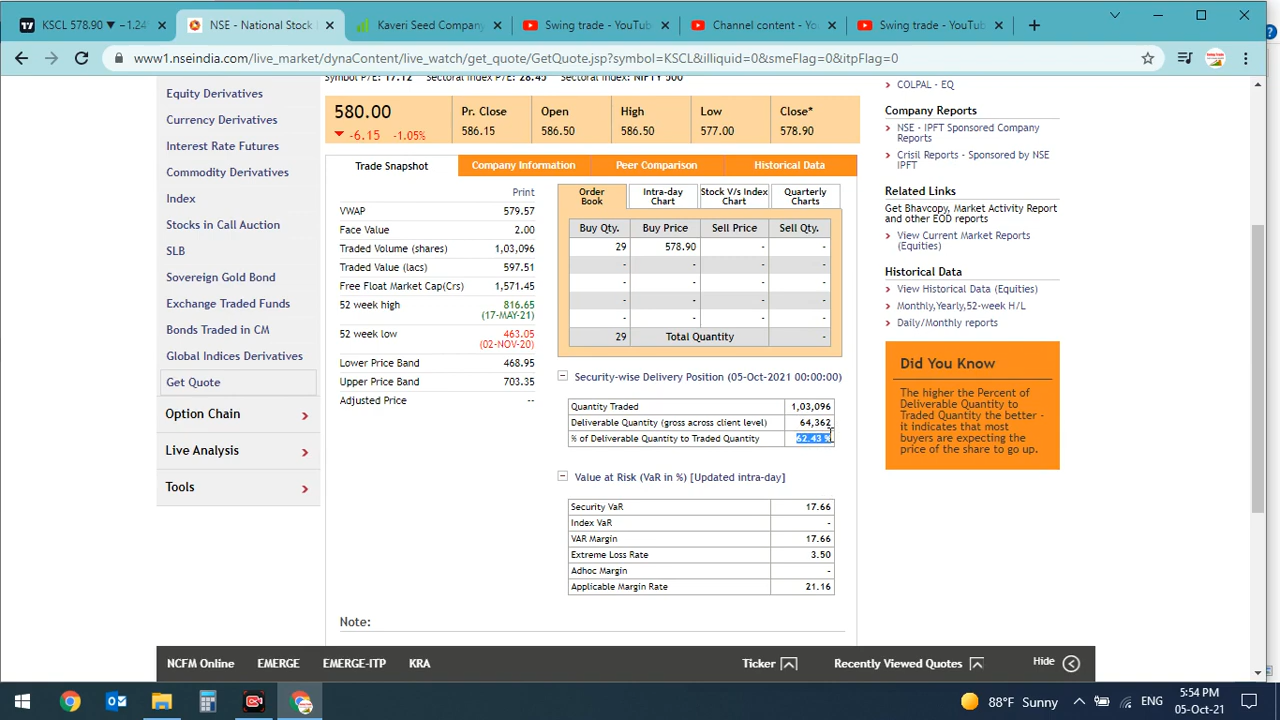 KSCL 578.90 ▼ −1.24
NSE - National Stock
Kaveri Seed Company
Swing trade - YouTube
Channel content - YouTube
Swing trade - YouTube
www1.nseindia.com/live_market/dynaContent/live_watch/get_quote/GetQuote.jsp?symbol=KSCL&illiquid=0&smeFlag=0&itpFlag=0
Symbol P/E: 17.12 Sectoral Index P/E: 28.45 Sectoral Index: NIFTY 500
Equity Derivatives
Currency Derivatives
Interest Rate Futures
Commodity Derivatives
Index
Stocks in Call Auction
SLB
Sovereign Gold Bond
Exchange Traded Funds
Bonds Traded in CM
Global Indices Derivatives
Get Quote
Option Chain
Live Analysis
Tools
580.00
-6.15 -1.05%
Pr. Close Open High Low Close*
586.15 586.50 586.50 577.00 578.90
Trade Snapshot Company Information Peer Comparison Historical Data
Print
VWAP 579.57
Face Value 2.00
Traded Volume (shares) 1,03,096
Traded Value (lacs) 597.51
Free Float Market Cap(Crs) 1,571.45
52 week high 816.65
(17-MAY-21)
52 week low 463.05
(02-NOV-20)
Lower Price Band 468.95
Upper Price Band 703.35
Adjusted Price --
Order Book
Intra-day Chart
Stock V/s Index Chart
Quarterly Charts
Buy Qty. Buy Price Sell Price Sell Qty.
29 578.90 - -
- - - -
- - - -
- - - -
- - - -
29 Total Quantity -
Security-wise Delivery Position (05-Oct-2021 00:00:00)
Quantity Traded 1,03,096
Deliverable Quantity (gross across client level) 64,362
% of Deliverable Quantity to Traded Quantity 62.43 %
Value at Risk (VaR in %) [Updated intra-day]
Security VaR 17.66
Index VaR -
VAR Margin 17.66
Extreme Loss Rate 3.50
Adhoc Margin -
Applicable Margin Rate 21.16
Note:
COLPAL - EQ
Company Reports
NSE - IPFT Sponsored Company
Reports
Crisil Reports - Sponsored by NSE
IPFT
Related Links
Get Bhavcopy, Market Activity Report
and other EOD reports
View Current Market Reports
(Equities)
Historical Data
View Historical Data (Equities)
Monthly,Yearly,52-week H/L
Daily/Monthly reports
Did You Know
The higher the Percent of
Deliverable Quantity to
Traded Quantity the better -
it indicates that most
buyers are expecting the
price of the share to go up.
NCFM Online EMERGE EMERGE-ITP KRA
Ticker Recently Viewed Quotes Hide
88°F Sunny
ENG
5:54 PM
05-Oct-21